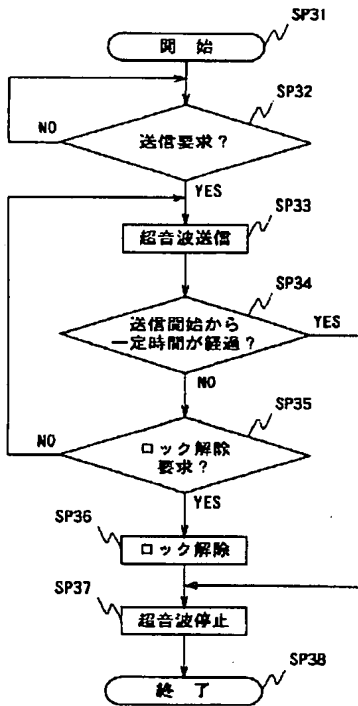 SP31
開始
SP32
送信要求?
NO
YES
SP33
超音波送信
SP34
送信開始から
一定時間が経過?
YES
NO
SP35
ロック解除
要求?
NO
YES
SP36
ロック解除
SP37
超音波停止
SP38
終了